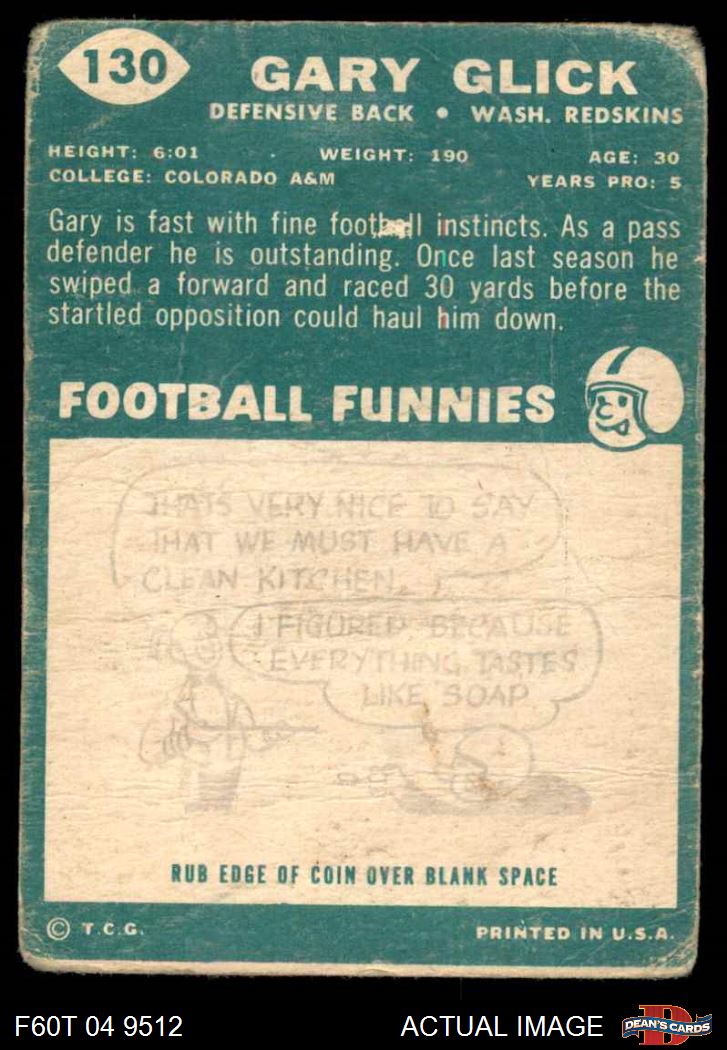 130
GARY GLICK
DEFENSIVE BACK • WASH. REDSKINS
HEIGHT: 6:01 WEIGHT: 190 AGE: 30
COLLEGE: COLORADO A&M YEARS PRO: 5
Gary is fast with fine football instincts. As a pass
defender he is outstanding. Once last season he
swiped a forward and raced 30 yards before the
startled opposition could haul him down.
FOOTBALL FUNNIES
THATS VERY NICE TO SAY
THAT WE MUST HAVE A
CLEAN KITCHEN.
I FIGURED BECAUSE
EVERYTHING TASTES
LIKE SOAP
RUB EDGE OF COIN OVER BLANK SPACE
© T.C.G. PRINTED IN U.S.A.
F60T 04 9512 ACTUAL IMAGE D DEAN'S CARDS